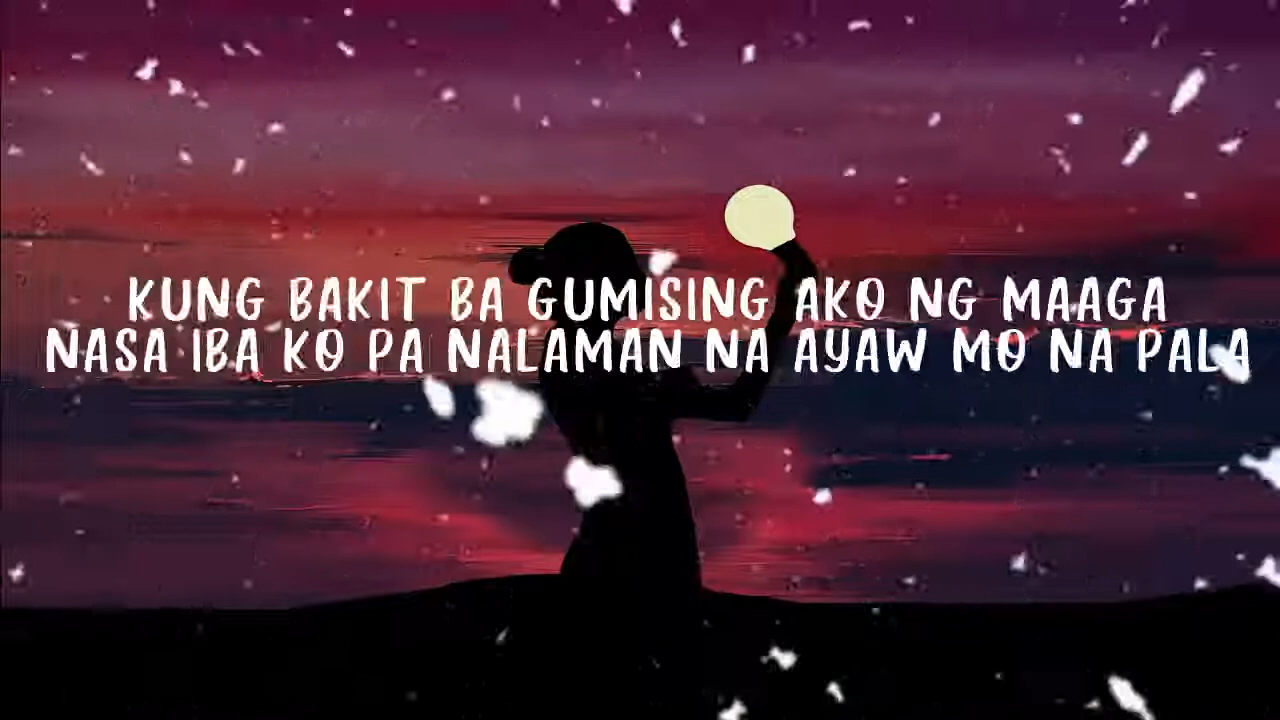 KUNG BAKIT BA GUMISING AKO NG MAAGA
NASA IBA KO PA NALAMAN NA AYAW MO NA PALA